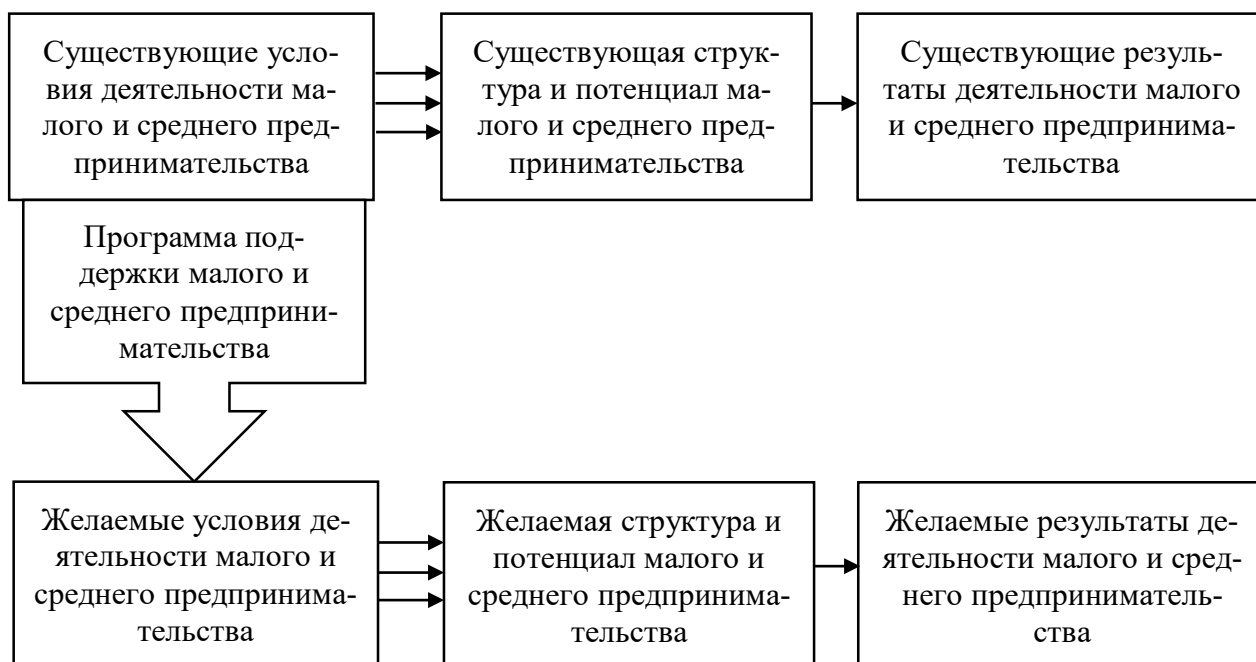 Существующие усло-
вия деятельности ма-
лого и среднего пред-
принимательства
Существующая струк-
тура и потенциал ма-
лого и среднего пред-
принимательства
Существующие резуль-
таты деятельности малого
и среднего предпринима-
тельства
Программа под-
держки малого и
среднего предприни-
мательства
Желаемые условия де-
ятельности малого и
среднего предпринима-
тельства
Желаемая структура и
потенциал малого и
среднего предпринима-
тельства
Желаемые результаты де-
ятельности малого и сред-
него предприниматель-
ства